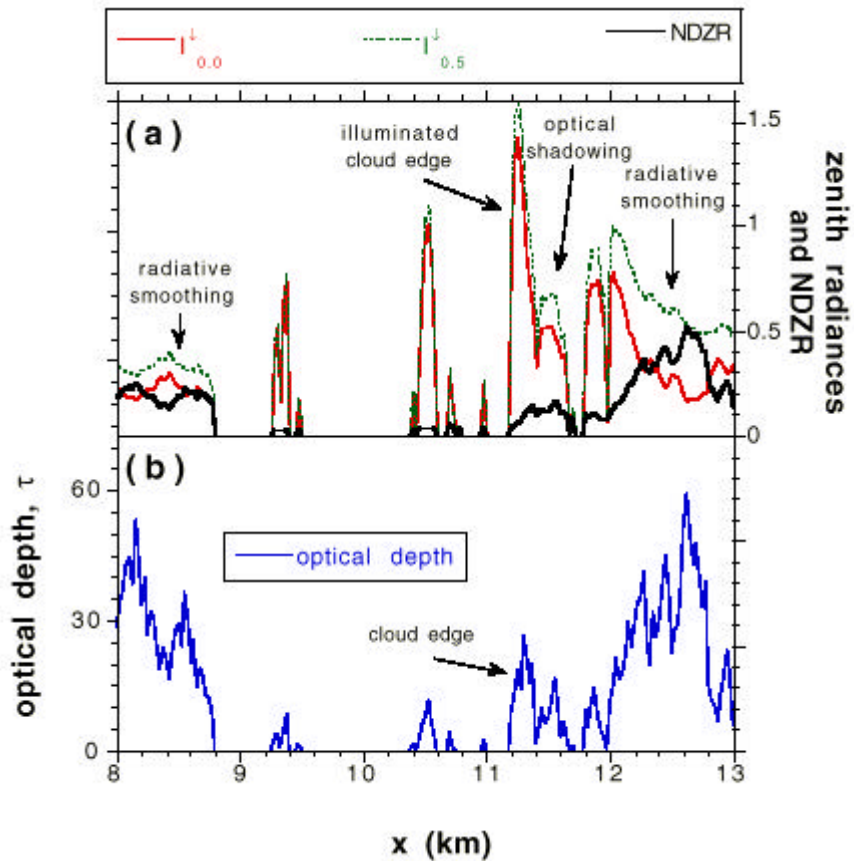 I↓0.0 I↓0.5 NDZR
(a)
illuminated
cloud edge
optical
shadowing
radiative
smoothing
radiative
smoothing
1.5
1
0.5
0
zenith radiances
and NDZR
(b)
60
30
0
optical depth, τ
optical depth
cloud edge
8 9 10 11 12 13
x (km)